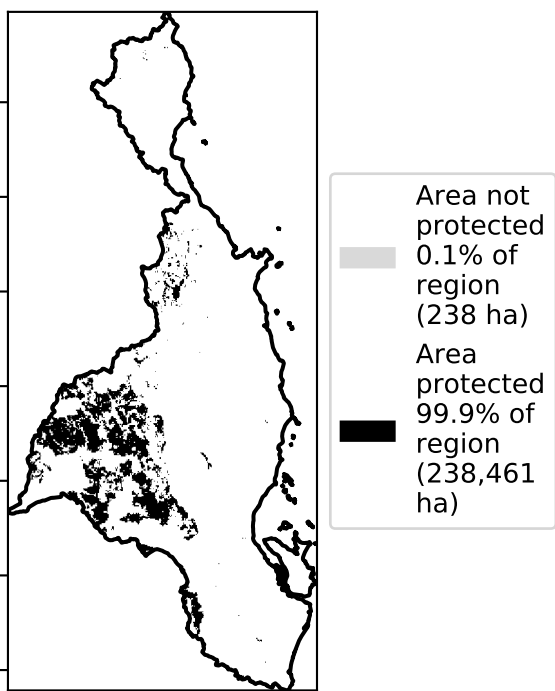 Area not
protected
0.1% of
region
(238 ha)
Area
protected
99.9% of
region
(238,461
ha)